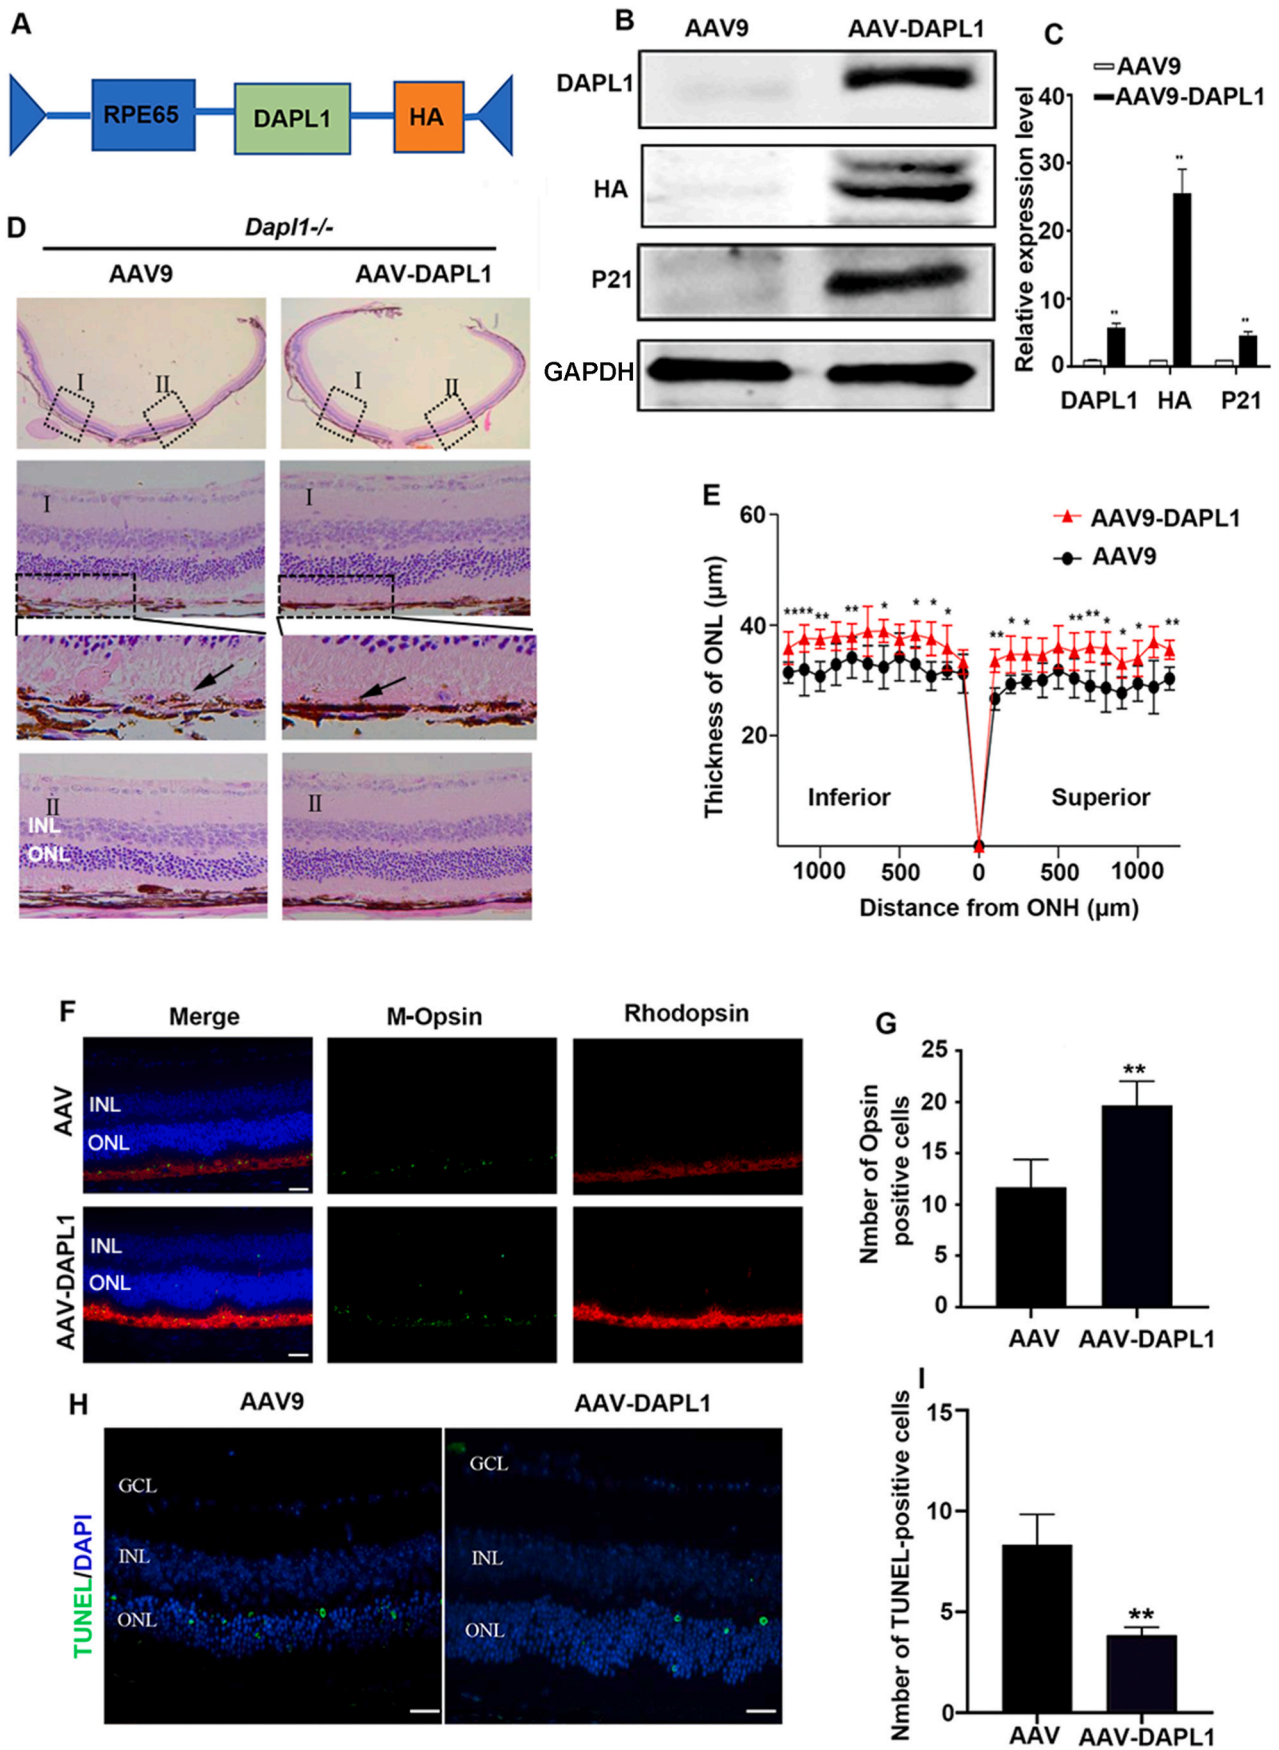 A
RPE65
DAPL1
HA
B
AAV9
AAV-DAPL1
DAPL1
HA
P21
GAPDH
C
AAV9
AAV9-DAPL1
Relative expression level
40
30
20
10
0
**
**
**
DAPL1
HA
P21
D
Dapl1-/-
AAV9
AAV-DAPL1
I
II
I
II
I
I
II
INL
ONL
II
E
AAV9-DAPL1
AAV9
Thickness of ONL (µm)
60
40
20
**** ** ** * * * * ** * * ** ** * * * **
Inferior
Superior
1000
500
0
500
1000
Distance from ONH (µm)
F
Merge
M-Opsin
Rhodopsin
AAV
INL
ONL
AAV-DAPL1
INL
ONL
G
Nmber of Opsin
positive cells
25
20
15
10
5
0
**
AAV
AAV-DAPL1
H
AAV9
AAV-DAPL1
TUNEL/DAPI
GCL
INL
ONL
GCL
INL
ONL
I
Nmber of TUNEL-positive cells
15
10
5
0
**
AAV
AAV-DAPL1